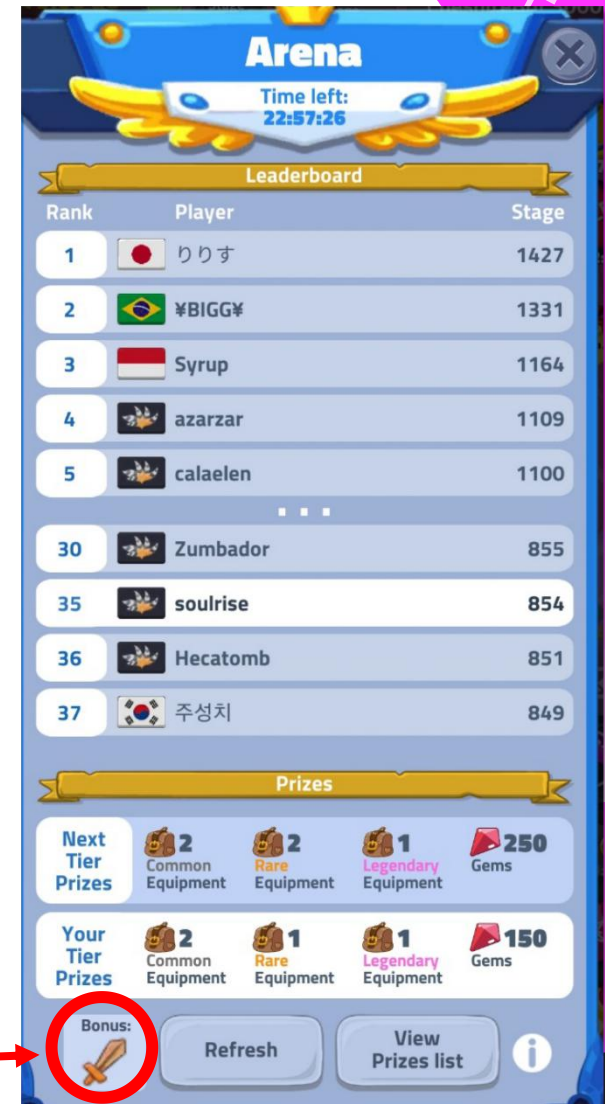 Arena
Time left:
22:57:26
Leaderboard
Rank Player Stage
1 りりす 1427
2 ¥BIGG¥ 1331
3 Syrup 1164
4 azarzar 1109
5 calaelen 1100
...
30 Zumbador 855
35 soulrise 854
36 Hecatomb 851
37 주성치 849
Prizes
Next Tier Prizes
2 Common Equipment
2 Rare Equipment
1 Legendary Equipment
250 Gems
Your Tier Prizes
2 Common Equipment
1 Rare Equipment
1 Legendary Equipment
150 Gems
Bonus:
Refresh
View
Prizes list
i